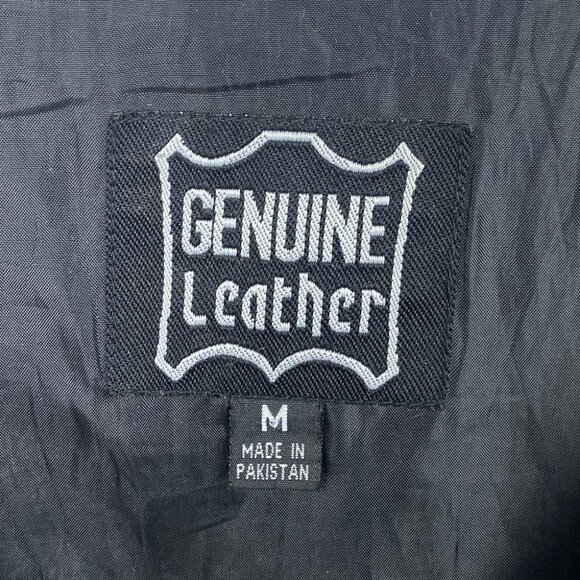 GENUINE
Leather
M
MADE IN
PAKISTAN